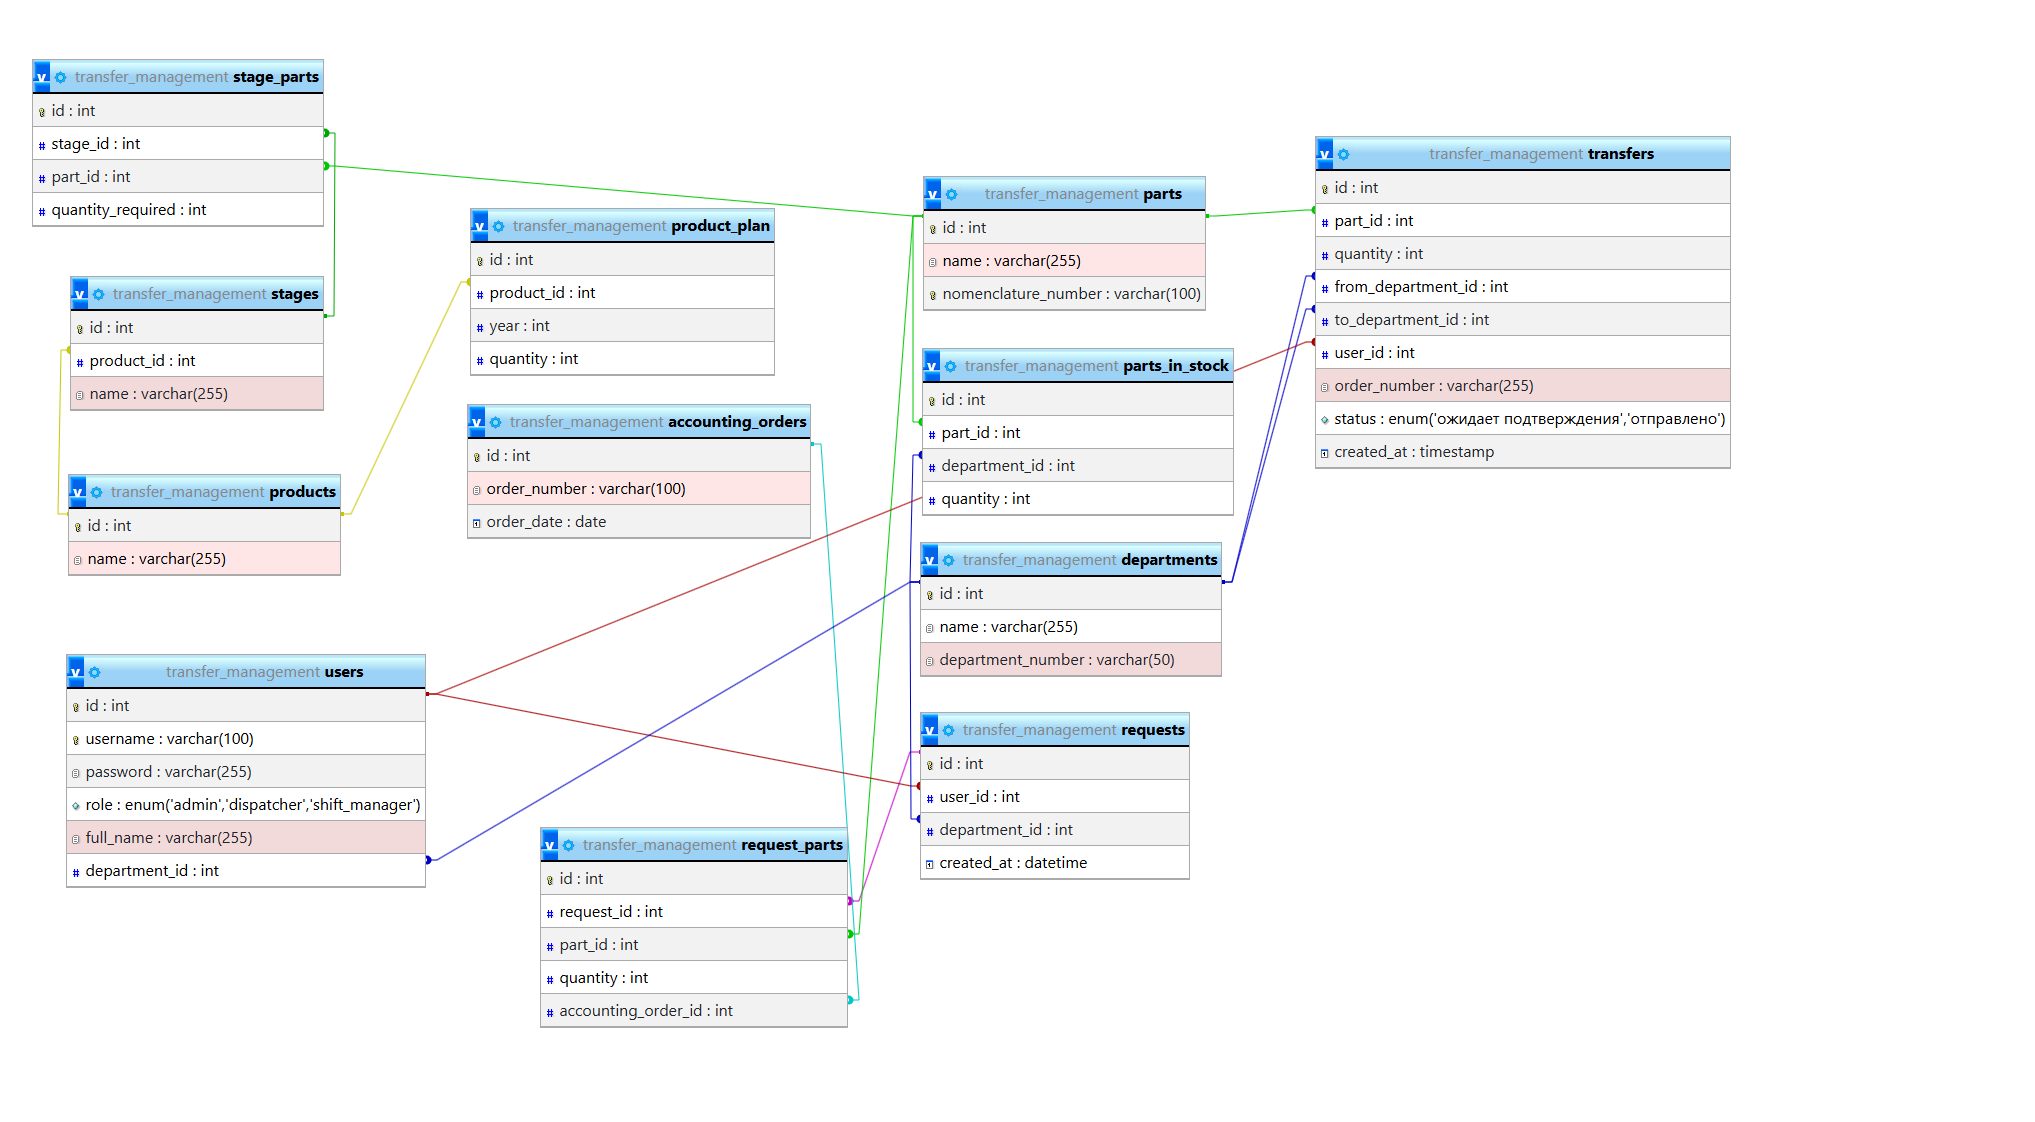 transfer_management stage_parts
id : int
stage_id : int
part_id : int
quantity_required : int
transfer_management stages
id : int
product_id : int
name : varchar(255)
transfer_management products
id : int
name : varchar(255)
transfer_management users
id : int
username : varchar(100)
password : varchar(255)
role : enum('admin','dispatcher','shift_manager')
full_name : varchar(255)
department_id : int
transfer_management product_plan
id : int
product_id : int
year : int
quantity : int
transfer_management accounting_orders
id : int
order_number : varchar(100)
order_date : date
transfer_management request_parts
id : int
request_id : int
part_id : int
quantity : int
accounting_order_id : int
transfer_management parts
id : int
name : varchar(255)
nomenclature_number : varchar(100)
transfer_management parts_in_stock
id : int
part_id : int
department_id : int
quantity : int
transfer_management departments
id : int
name : varchar(255)
department_number : varchar(50)
transfer_management requests
id : int
user_id : int
department_id : int
created_at : datetime
transfer_management transfers
id : int
part_id : int
quantity : int
from_department_id : int
to_department_id : int
user_id : int
order_number : varchar(255)
status : enum('ожидает подтверждения','отправлено')
created_at : timestamp